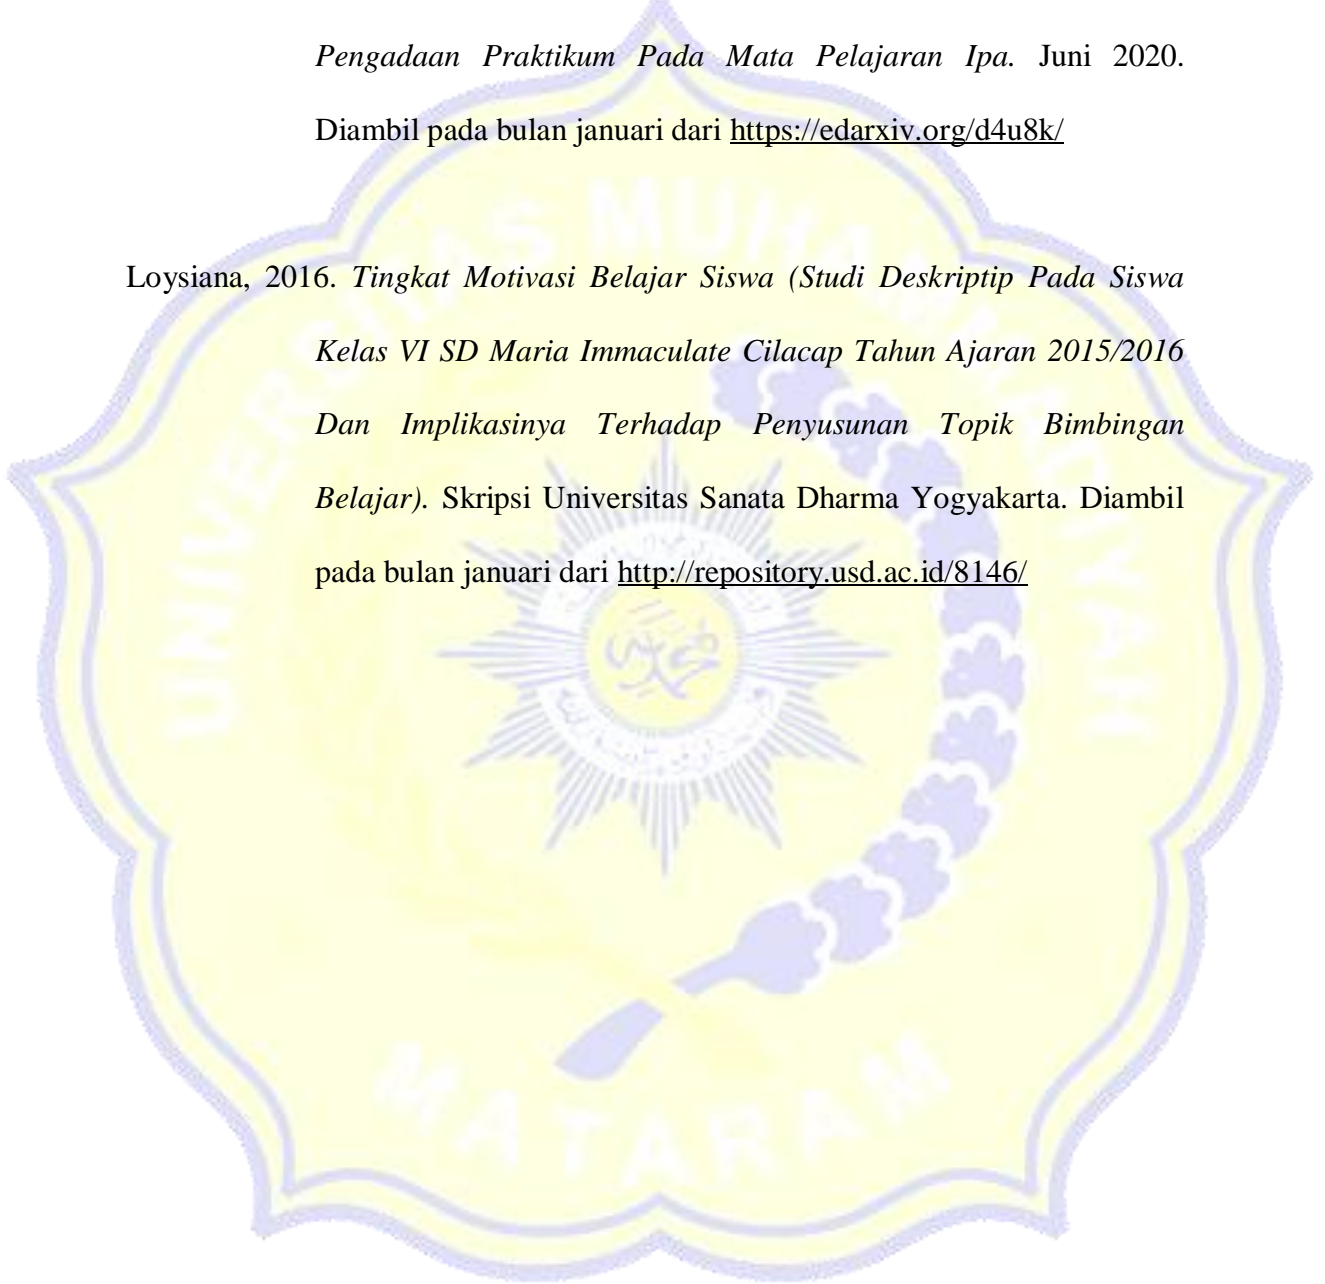 Pengadaan Praktikum Pada Mata Pelajaran Ipa. Juni 2020.
Diambil pada bulan januari dari https://edarxiv.org/d4u8k/
Loysiana, 2016. Tingkat Motivasi Belajar Siswa (Studi Deskriptip Pada Siswa
Kelas VI SD Maria Immaculate Cilacap Tahun Ajaran 2015/2016
Dan Implikasinya Terhadap Penyusunan Topik Bimbingan
Belajar). Skripsi Universitas Sanata Dharma Yogyakarta. Diambil
pada bulan januari dari http://repository.usd.ac.id/8146/
UNIVERSITAS MUHAMMADIYAH
MATARAM